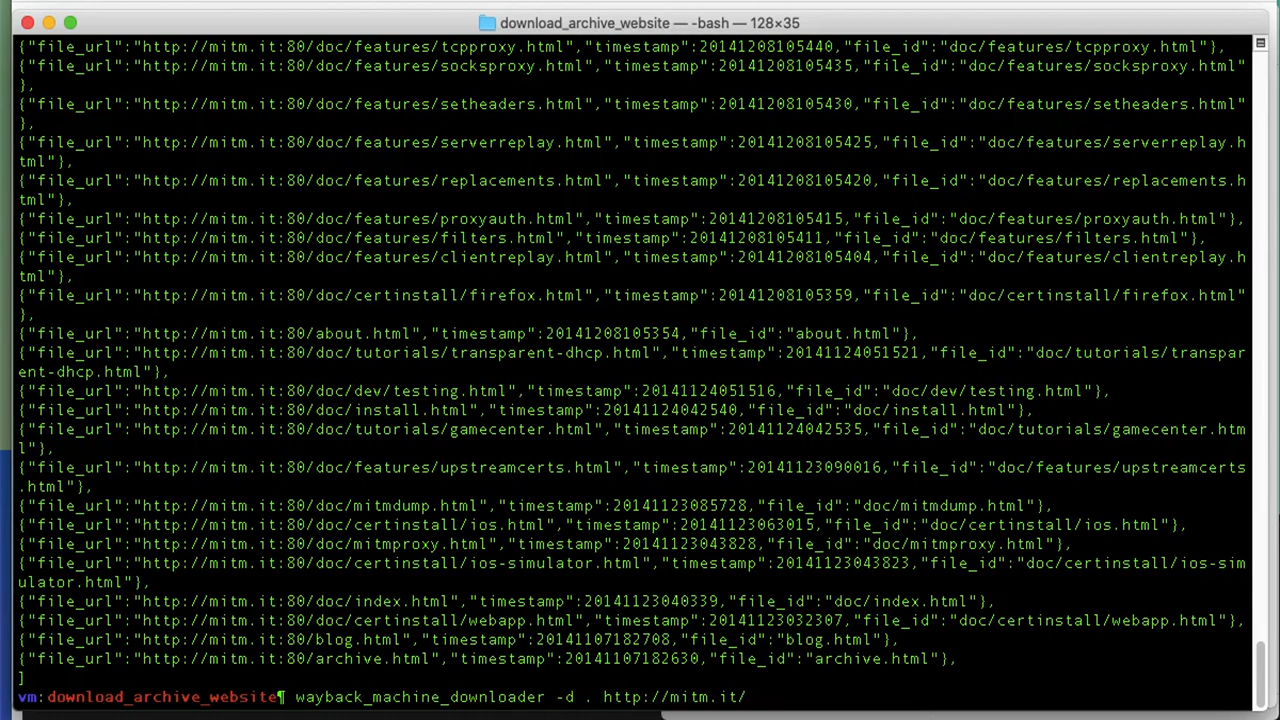 download_archive_website — -bash — 128×35
{"file_url":"http://mitm.it:80/doc/features/tcpproxy.html","timestamp":20141208105440,"file_id":"doc/features/tcpproxy.html"},
{"file_url":"http://mitm.it:80/doc/features/socksproxy.html","timestamp":20141208105435,"file_id":"doc/features/socksproxy.html"
},
{"file_url":"http://mitm.it:80/doc/features/setheaders.html","timestamp":20141208105430,"file_id":"doc/features/setheaders.html"
},
{"file_url":"http://mitm.it:80/doc/features/serverreplay.html","timestamp":20141208105425,"file_id":"doc/features/serverreplay.h
tml"},
{"file_url":"http://mitm.it:80/doc/features/replacements.html","timestamp":20141208105420,"file_id":"doc/features/replacements.h
tml"},
{"file_url":"http://mitm.it:80/doc/features/proxyauth.html","timestamp":20141208105415,"file_id":"doc/features/proxyauth.html"},
{"file_url":"http://mitm.it:80/doc/features/filters.html","timestamp":20141208105411,"file_id":"doc/features/filters.html"},
{"file_url":"http://mitm.it:80/doc/features/clientreplay.html","timestamp":20141208105404,"file_id":"doc/features/clientreplay.h
tml"},
{"file_url":"http://mitm.it:80/doc/certinstall/firefox.html","timestamp":20141208105359,"file_id":"doc/certinstall/firefox.html"
},
{"file_url":"http://mitm.it:80/about.html","timestamp":20141208105354,"file_id":"about.html"},
{"file_url":"http://mitm.it:80/doc/tutorials/transparent-dhcp.html","timestamp":20141124051521,"file_id":"doc/tutorials/transpar
ent-dhcp.html"},
{"file_url":"http://mitm.it:80/doc/dev/testing.html","timestamp":20141124051516,"file_id":"doc/dev/testing.html"},
{"file_url":"http://mitm.it:80/doc/install.html","timestamp":20141124042540,"file_id":"doc/install.html"},
{"file_url":"http://mitm.it:80/doc/tutorials/gamecenter.html","timestamp":20141124042535,"file_id":"doc/tutorials/gamecenter.htm
l"},
{"file_url":"http://mitm.it:80/doc/features/upstreamcerts.html","timestamp":20141123090016,"file_id":"doc/features/upstreamcerts
.html"},
{"file_url":"http://mitm.it:80/doc/mitmdump.html","timestamp":20141123085728,"file_id":"doc/mitmdump.html"},
{"file_url":"http://mitm.it:80/doc/certinstall/ios.html","timestamp":20141123063015,"file_id":"doc/certinstall/ios.html"},
{"file_url":"http://mitm.it:80/doc/mitmproxy.html","timestamp":20141123043828,"file_id":"doc/mitmproxy.html"},
{"file_url":"http://mitm.it:80/doc/certinstall/ios-simulator.html","timestamp":20141123043823,"file_id":"doc/certinstall/ios-sim
ulator.html"},
{"file_url":"http://mitm.it:80/doc/index.html","timestamp":20141123040339,"file_id":"doc/index.html"},
{"file_url":"http://mitm.it:80/doc/certinstall/webapp.html","timestamp":20141123032307,"file_id":"doc/certinstall/webapp.html"},
{"file_url":"http://mitm.it:80/blog.html","timestamp":20141107182708,"file_id":"blog.html"},
{"file_url":"http://mitm.it:80/archive.html","timestamp":20141107182630,"file_id":"archive.html"},
]
vm:download_archive_website¶ wayback_machine_downloader -d . http://mitm.it/